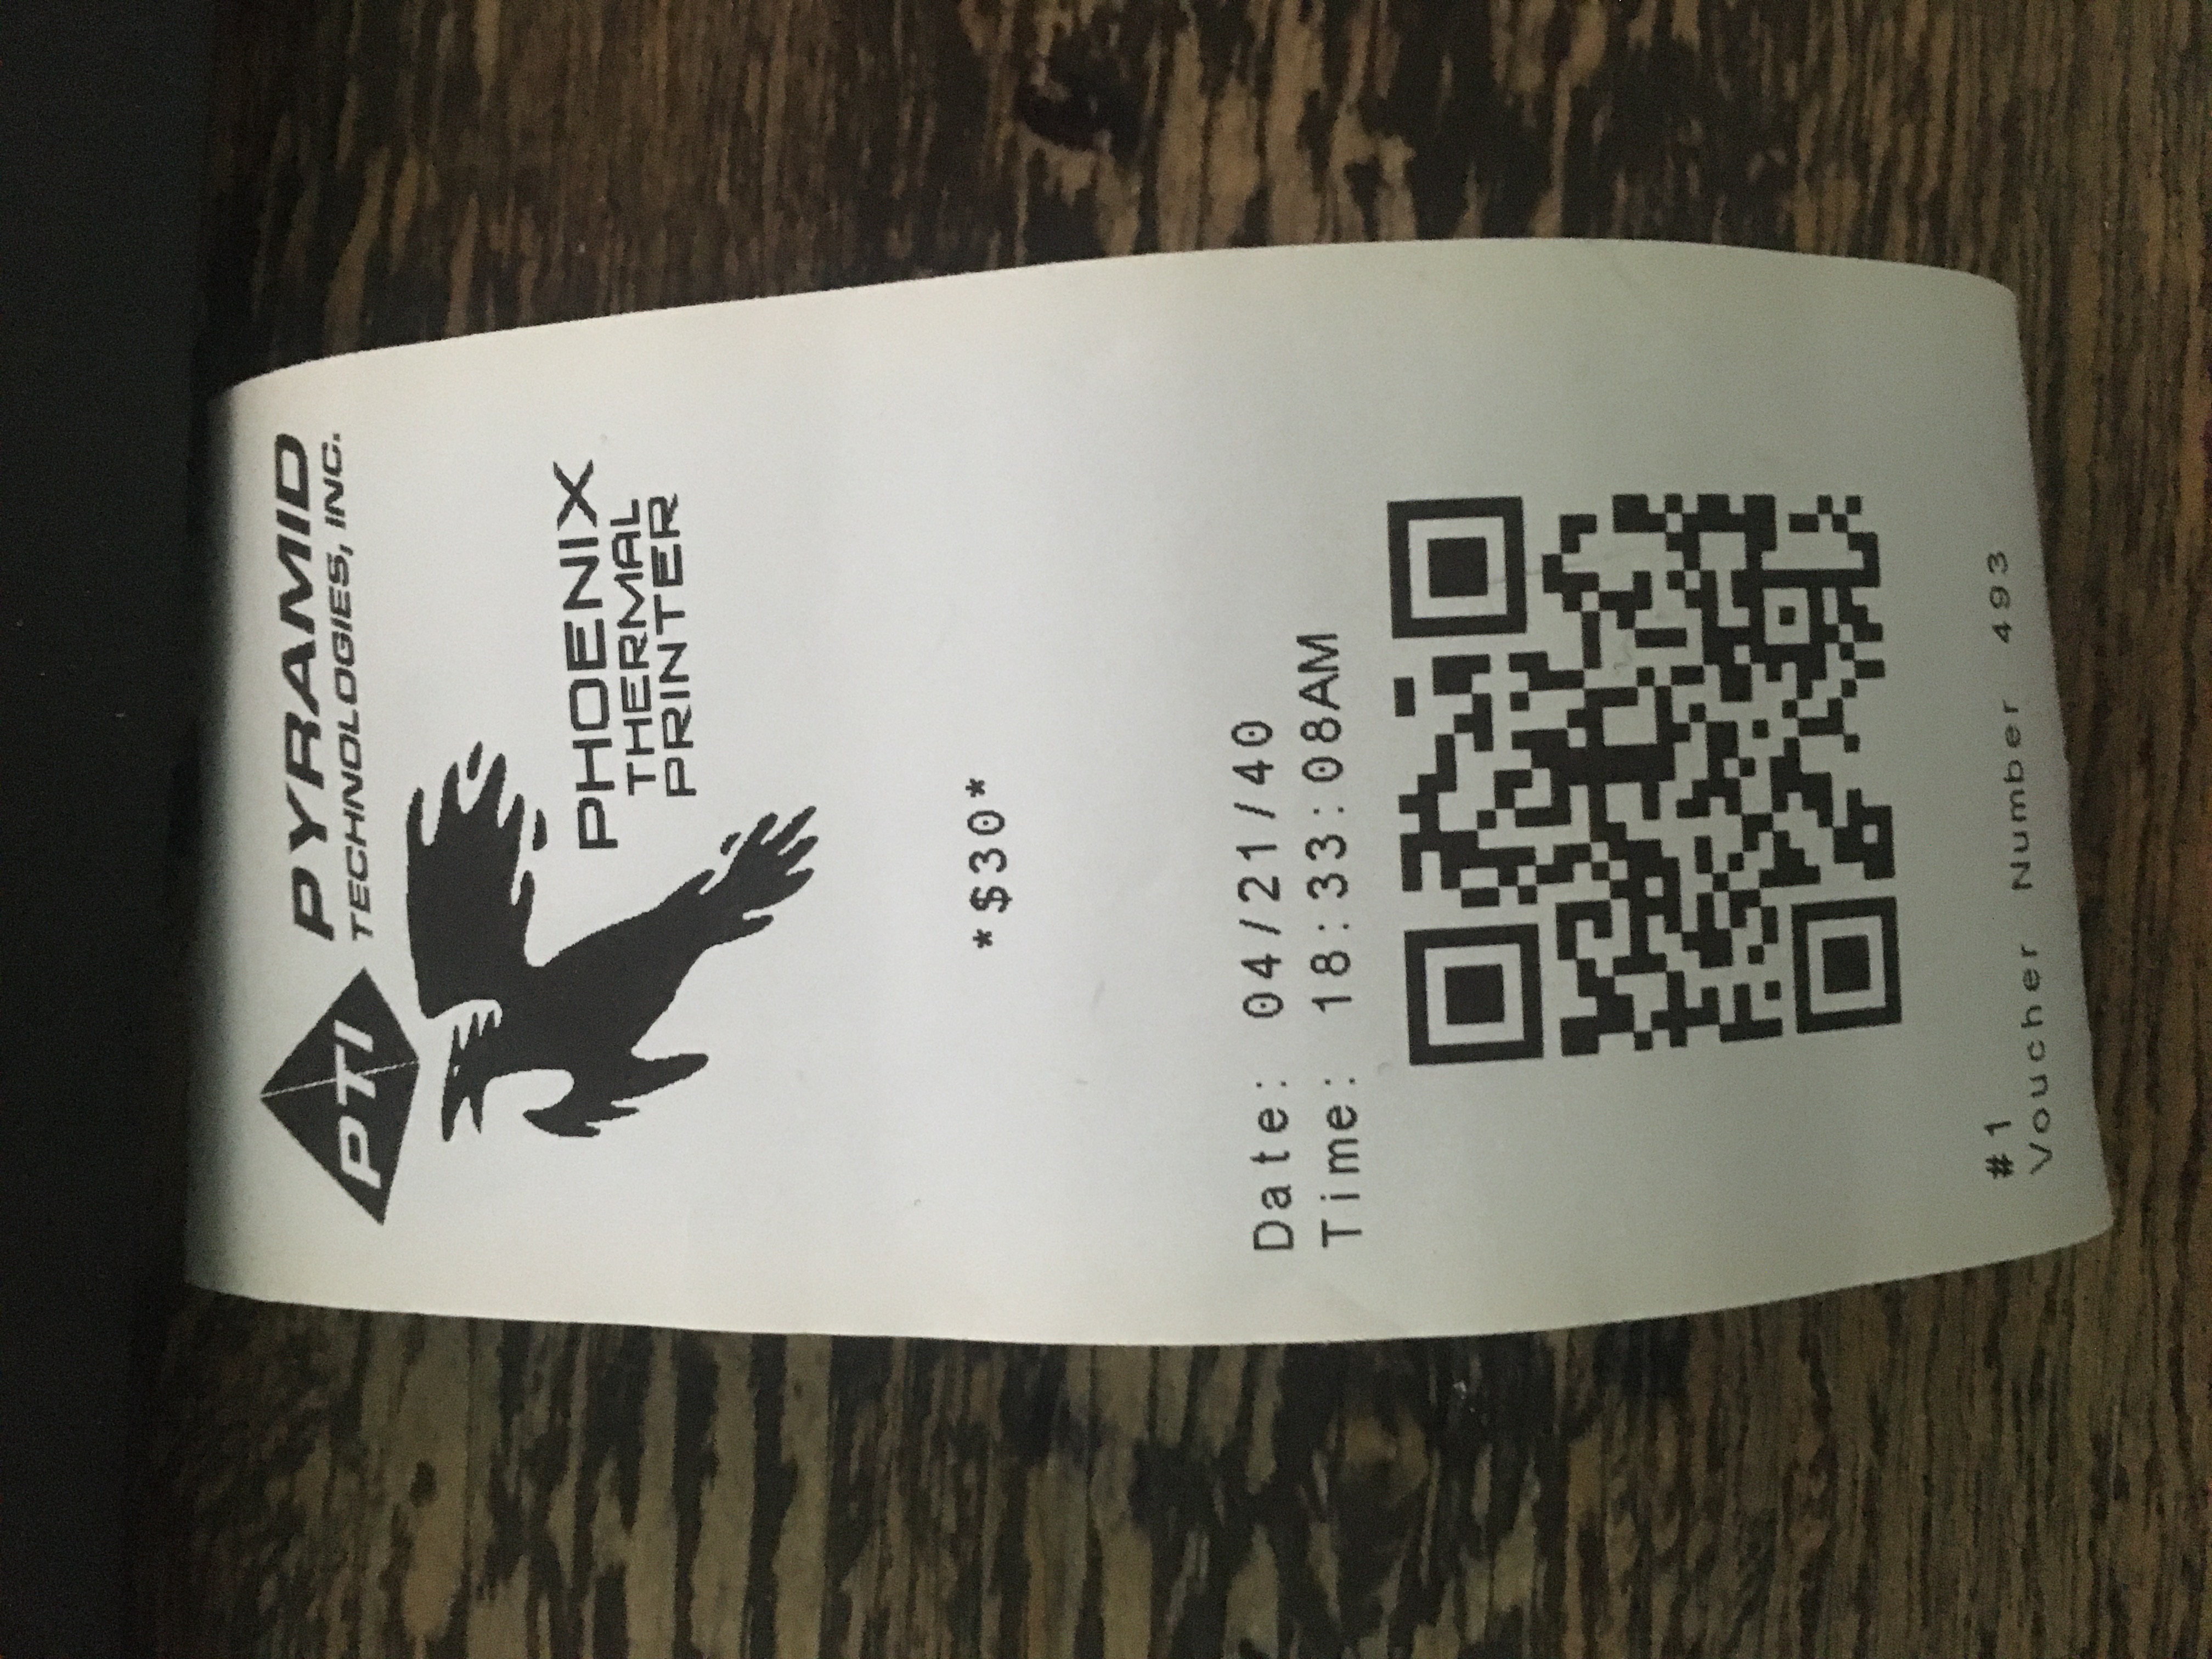 PTI
PYRAMID
TECHNOLOGIES, INC.
PHOENIX
THERMAL
PRINTER
*$30*
Date: 04/21/40
Time: 18:33:08AM
#1
Voucher Number 493